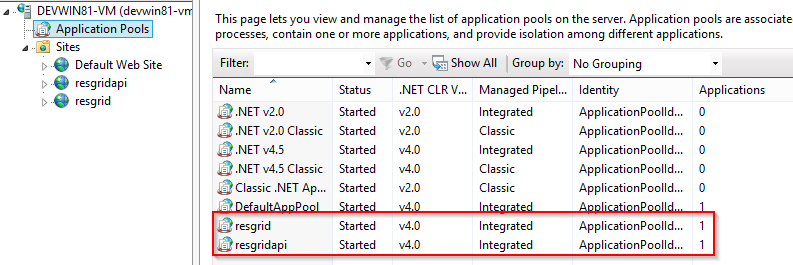 DEVWIN81-VM (devwin81-vm
Application Pools
Sites
Default Web Site
resgridapi
resgrid
This page lets you view and manage the list of application pools on the server. Application pools are associated
processes, contain one or more applications, and provide isolation among different applications.
Filter: Go Show All Group by: No Grouping
Name Status .NET CLR V... Managed Pipel... Identity Applications
.NET v2.0 Started v2.0 Integrated ApplicationPoolId... 0
.NET v2.0 Classic Started v2.0 Classic ApplicationPoolId... 0
.NET v4.5 Started v4.0 Integrated ApplicationPoolId... 0
.NET v4.5 Classic Started v4.0 Classic ApplicationPoolId... 0
Classic .NET Ap... Started v2.0 Classic ApplicationPoolId... 0
DefaultAppPool Started v4.0 Integrated ApplicationPoolId... 1
resgrid Started v4.0 Integrated ApplicationPoolId... 1
resgridapi Started v4.0 Integrated ApplicationPoolId... 1